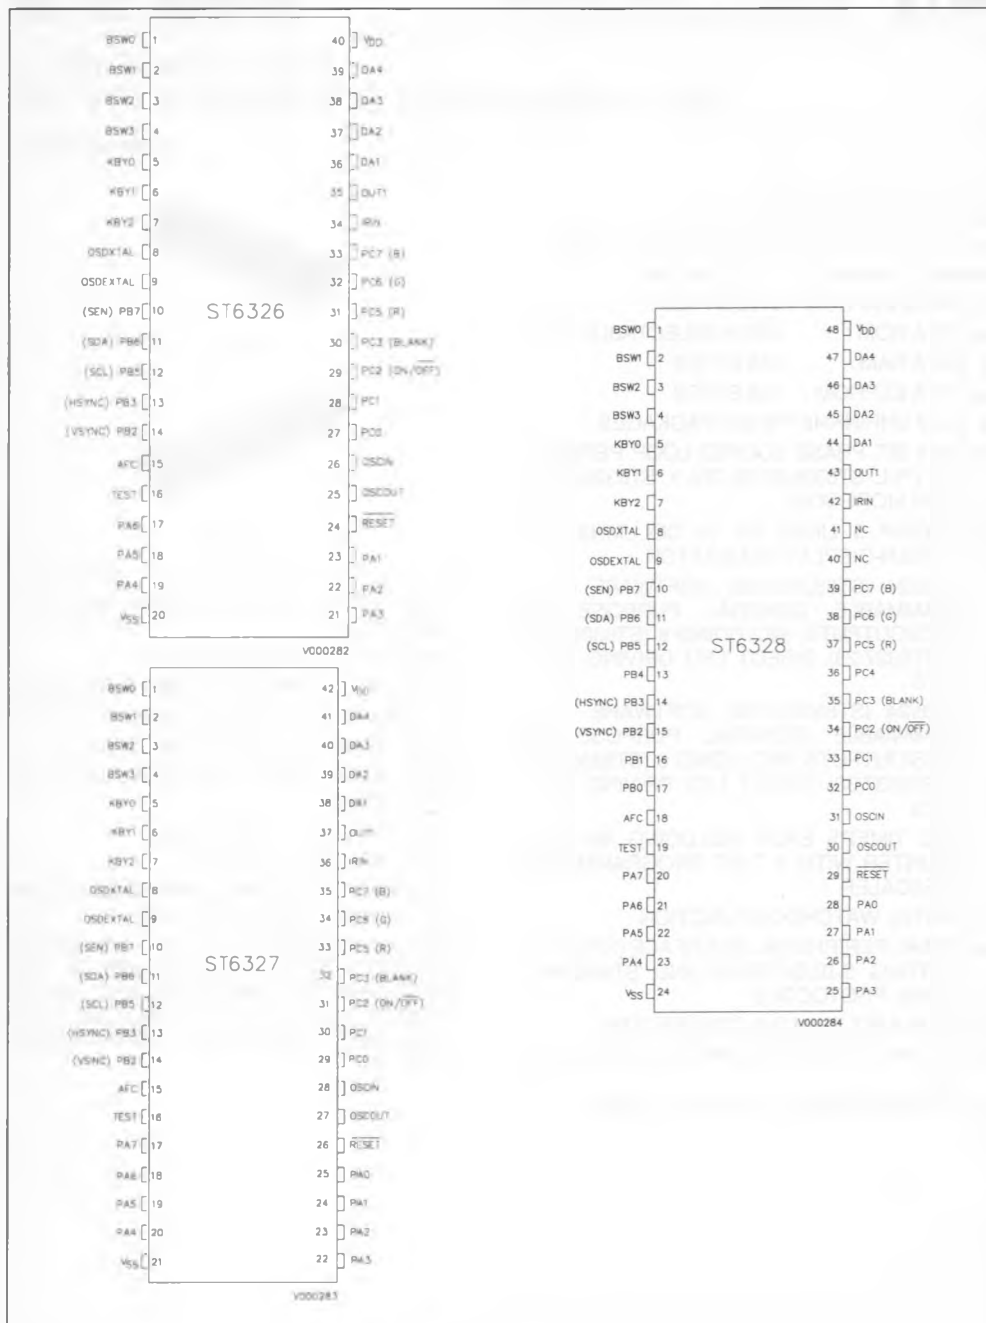 BSW0 1 40 VDD
BSW1 2 39 DA4
BSW2 3 38 DA3
BSW3 4 37 DA2
KBY0 5 36 DA1
KBY1 6 35 OUT1
KBY2 7 34 IRIN
OSDXTAL 8 33 PC7 (B)
OSDEXTAL 9 32 PC6 (G)
(SEN) PB7 10 31 PC5 (R)
ST6326
(SDA) PB6 11 30 PC3 (BLANK)
(SCL) PB5 12 29 PC2 (ON/OFF)
(HSYNC) PB3 13 28 PC1
(VSYNC) PB2 14 27 PC0
AFC 15 26 OSCIN
TEST 16 25 OSCOUT
PA6 17 24 RESET
PA5 18 23 PA1
PA4 19 22 PA2
VSS 20 21 PA3
V000282
BSW0 1 42 VDD
BSW1 2 41 DA4
BSW2 3 40 DA3
BSW3 4 39 DA2
KBY0 5 38 DA1
KBY1 6 37 OUT1
KBY2 7 36 IRIN
OSDXTAL 8 35 PC7 (B)
OSDEXTAL 9 34 PC6 (G)
(SEN) PB7 10 33 PC5 (R)
ST6327
(SDA) PB6 11 32 PC3 (BLANK)
(SCL) PB5 12 31 PC2 (ON/OFF)
(HSYNC) PB3 13 30 PC1
(VSYNC) PB2 14 29 PC0
AFC 15 28 OSCIN
TEST 16 27 OSCOUT
PA7 17 26 RESET
PA6 18 25 PA0
PA5 19 24 PA1
PA4 20 23 PA2
VSS 21 22 PA3
V000283
BSW0 1 48 VDD
BSW1 2 47 DA4
BSW2 3 46 DA3
BSW3 4 45 DA2
KBY0 5 44 DA1
KBY1 6 43 OUT1
KBY2 7 42 IRIN
OSDXTAL 8 41 NC
OSDEXTAL 9 40 NC
(SEN) PB7 10 39 PC7 (B)
(SDA) PB6 11 38 PC6 (G)
(SCL) PB5 12 37 PC5 (R)
ST6328
PB4 13 36 PC4
(HSYNC) PB3 14 35 PC3 (BLANK)
(VSYNC) PB2 15 34 PC2 (ON/OFF)
PB1 16 33 PC1
PB0 17 32 PC0
AFC 18 31 OSCIN
TEST 19 30 OSCOUT
PA7 20 29 RESET
PA6 21 28 PA0
PA5 22 27 PA1
PA4 23 26 PA2
VSS 24 25 PA3
V000284